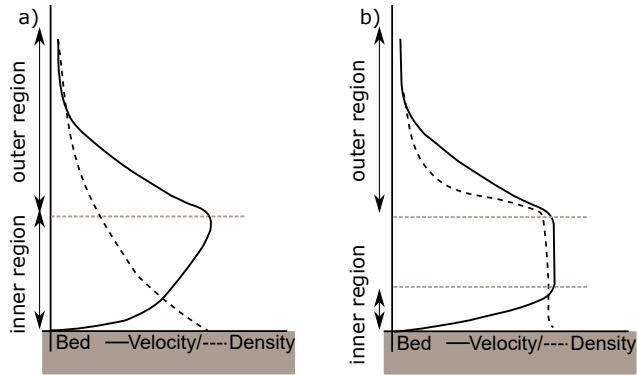 a)
outer region
inner region
Bed —Velocity/----Density
b)
outer region
inner region
Bed —Velocity/----Density